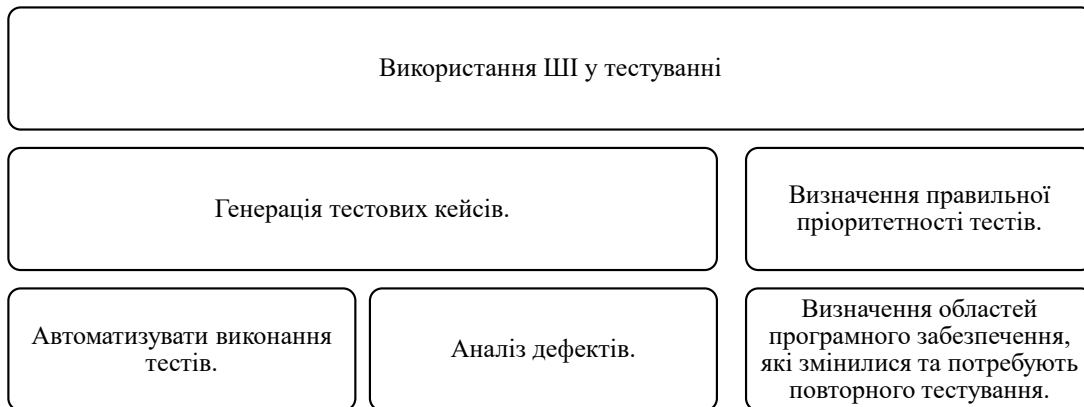 Використання ШІ у тестуванні
Генерація тестових кейсів.
Визначення правильної
пріоритетності тестів.
Автоматизувати виконання
тестів.
Аналіз дефектів.
Визначення областей
програмного забезпечення,
які змінилися та потребують
повторного тестування.